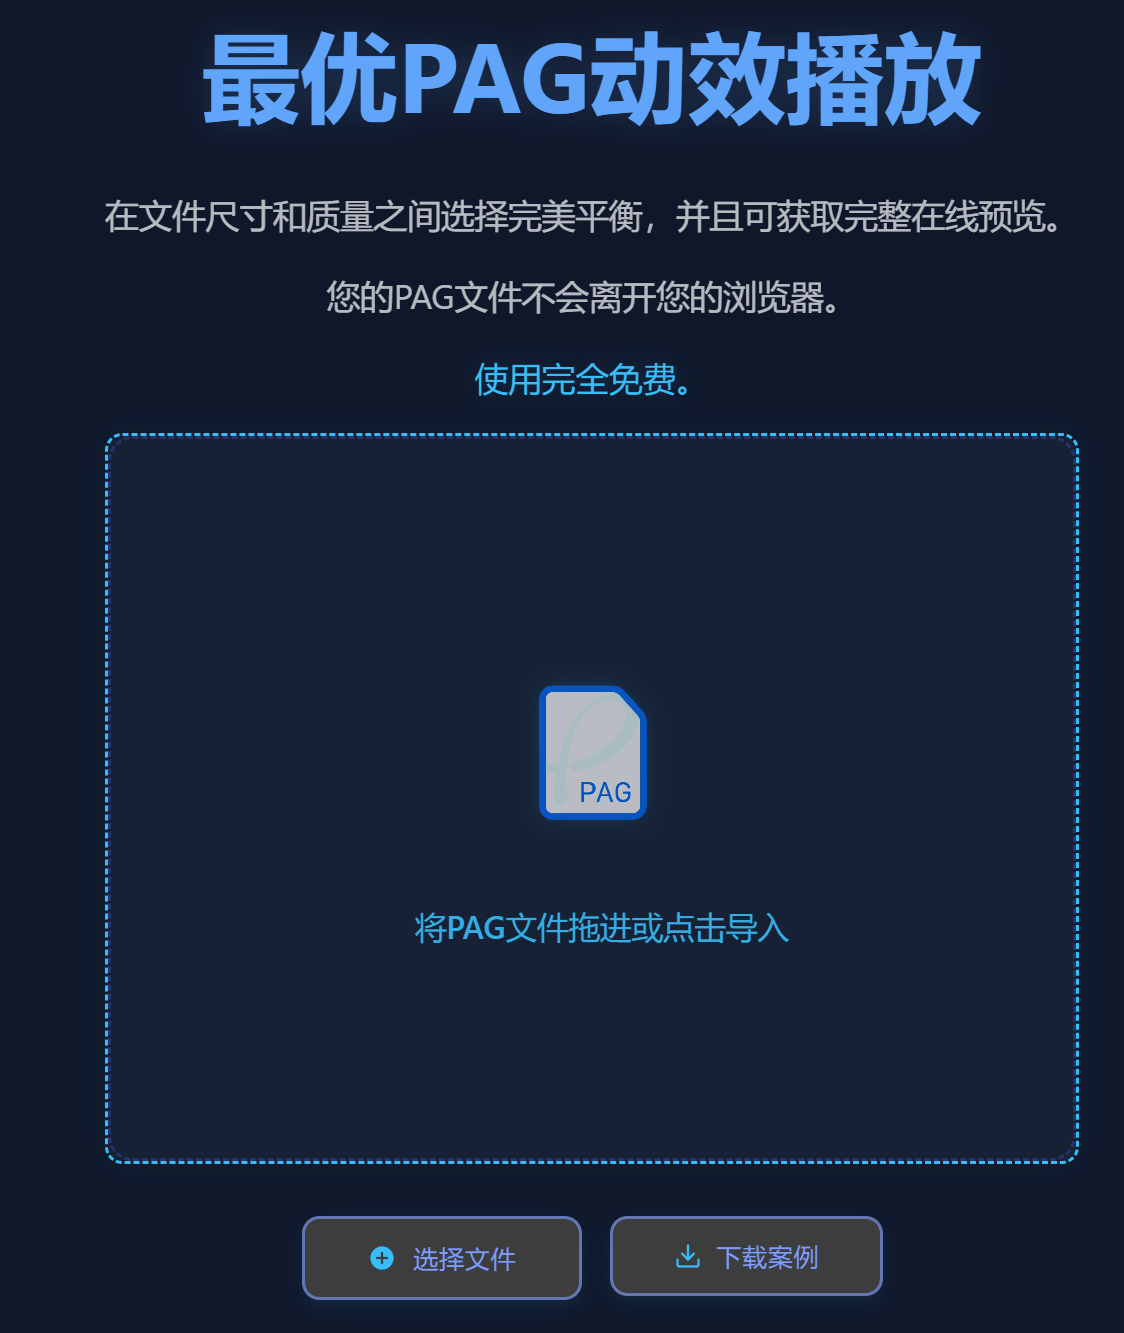 最优PAG动效播放
在文件尺寸和质量之间选择完美平衡，并且可获取完整在线预览。
您的PAG文件不会离开您的浏览器。
使用完全免费。
PAG
将PAG文件拖进或点击导入
选择文件
下载案例